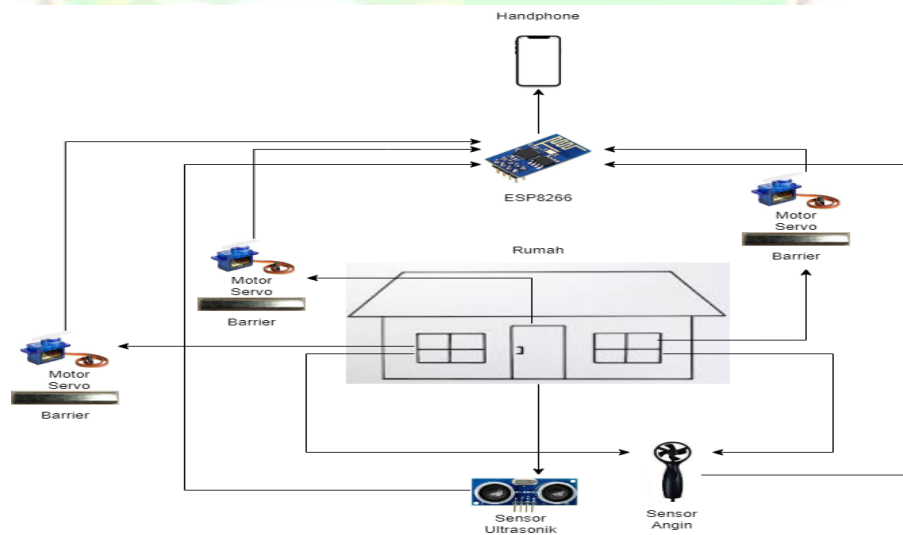 Handphone
ESP8266
Motor
Servo
Barrier
Rumah
Motor
Servo
Barrier
Motor
Servo
Barrier
Sensor
Ultrasonik
Sensor
Angin